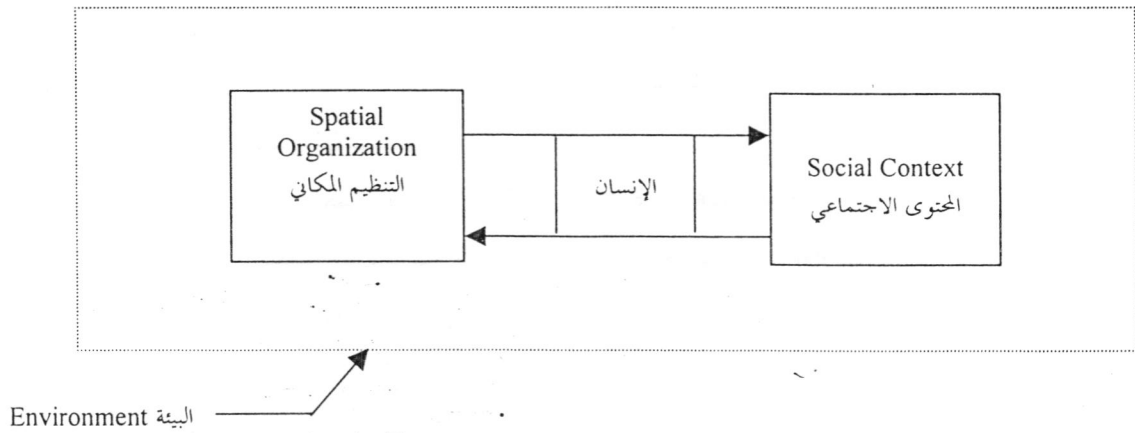 Spatial
Organization
التنظيم المكاني
الإنسان
Social Context
المحتوى الاجتماعي
Environment البيئة